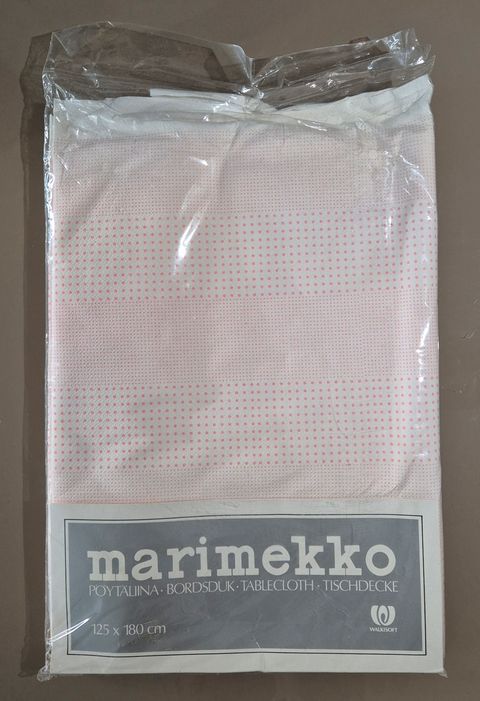 marimekko
PÖYTÄLIINA · BORDSDUK · TABLECLOTH · TISCHDECKE
125 x 180 cm
WALKISOFT